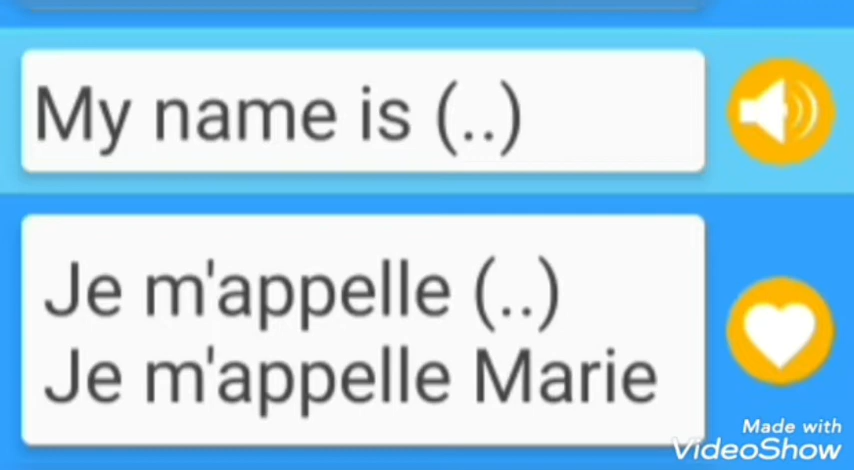 My name is (..)
Je m'appelle (..)
Je m'appelle Marie
Made with
VideoShow